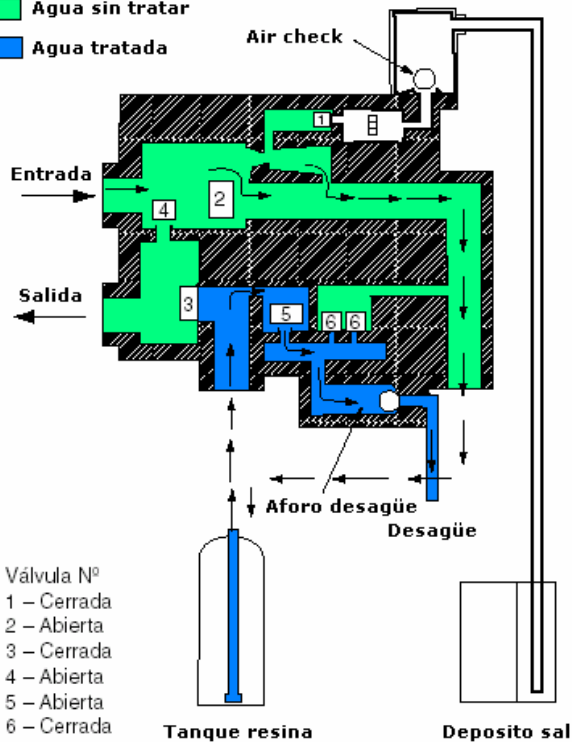 Agua sin tratar
Agua tratada
Air check
1
Entrada
2
4
Salida
3
5
6 6
Aforo desagüe
Desagüe
Válvula Nº
1 – Cerrada
2 – Abierta
3 – Cerrada
4 – Abierta
5 – Abierta
6 – Cerrada
Tanque resina
Deposito sal